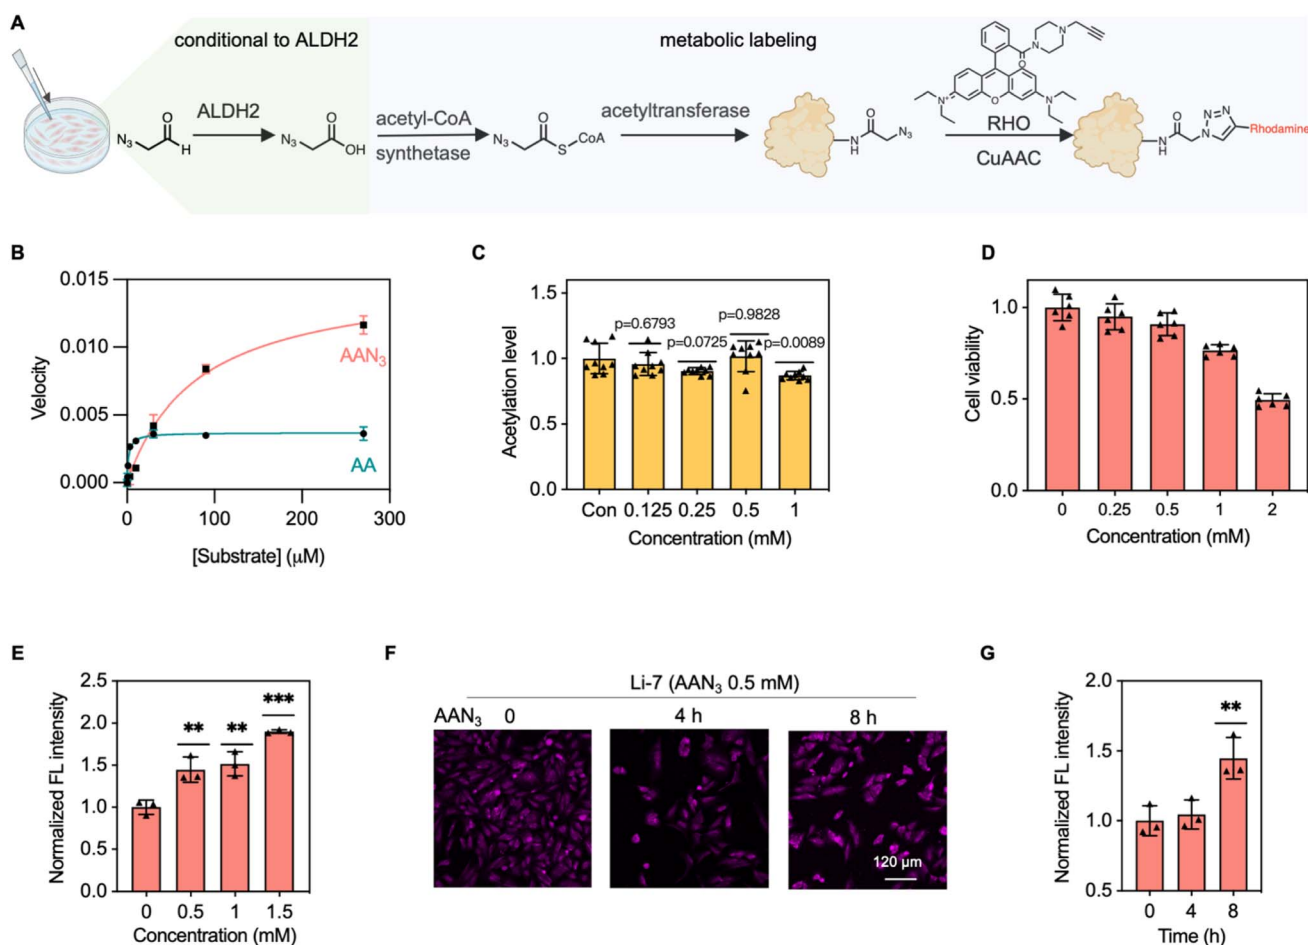 A
conditional to ALDH2
metabolic labeling
N₃
O
H
ALDH2
N₃
O
OH
acetyl-CoA
synthetase
N₃
O
S
CoA
acetyltransferase
N
H
O
N₃
N
N
O
N⁺
O
N
RHO
CuAAC
N
H
O
N
N
N
Rhodamine
B
Velocity
0.015
0.010
0.005
0.000
AAN₃
AA
0
100
200
300
[Substrate] (μM)
C
Acetylation level
1.5
1.0
0.5
0.0
p=0.6793
p=0.0725
p=0.9828
p=0.0089
Con
0.125
0.25
0.5
1
Concentration (mM)
D
Cell viability
1.0
0.5
0.0
0
0.25
0.5
1
2
Concentration (mM)
E
Normalized FL intensity
2.5
2.0
1.5
1.0
0.5
0.0
**
**
***
0
0.5
1
1.5
Concentration (mM)
F
Li-7 (AAN₃ 0.5 mM)
AAN₃
0
4 h
8 h
120 μm
G
Normalized FL intensity
2.0
1.5
1.0
0.5
**
0
4
8
Time (h)